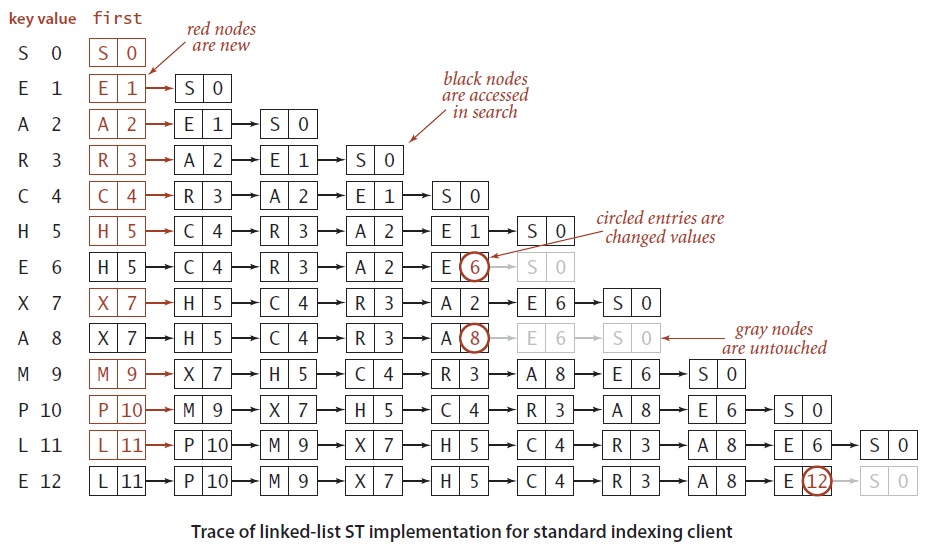 key value first
red nodes
are new
S 0 S 0
E 1 E 1 S 0
black nodes
are accessed
in search
A 2 A 2 E 1 S 0
R 3 R 3 A 2 E 1 S 0
C 4 C 4 R 3 A 2 E 1 S 0
circled entries are
changed values
H 5 H 5 C 4 R 3 A 2 E 1 S 0
E 6 H 5 C 4 R 3 A 2 E 6 S 0
X 7 X 7 H 5 C 4 R 3 A 2 E 6 S 0
A 8 X 7 H 5 C 4 R 3 A 8 E 6 S 0
gray nodes
are untouched
M 9 M 9 X 7 H 5 C 4 R 3 A 8 E 6 S 0
P 10 P 10 M 9 X 7 H 5 C 4 R 3 A 8 E 6 S 0
L 11 L 11 P 10 M 9 X 7 H 5 C 4 R 3 A 8 E 6 S 0
E 12 L 11 P 10 M 9 X 7 H 5 C 4 R 3 A 8 E 12 S 0
Trace of linked-list ST implementation for standard indexing client